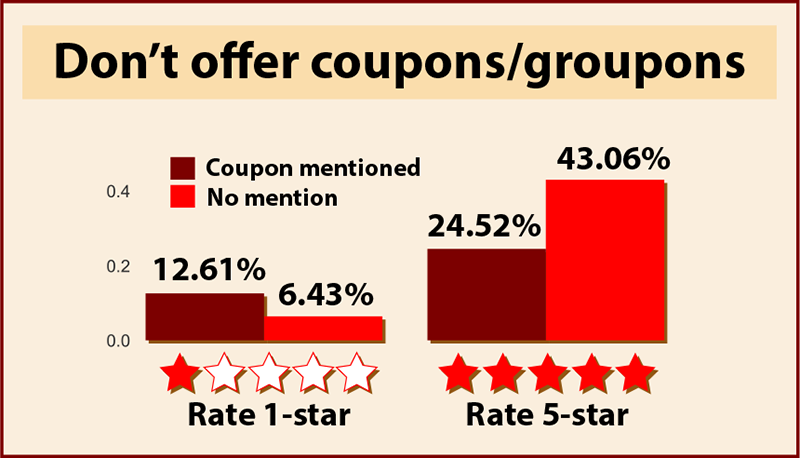 Don't offer coupons/groupons
Coupon mentioned
No mention
0.4
0.2
0.0
12.61%
6.43%
24.52%
43.06%
Rate 1-star
Rate 5-star